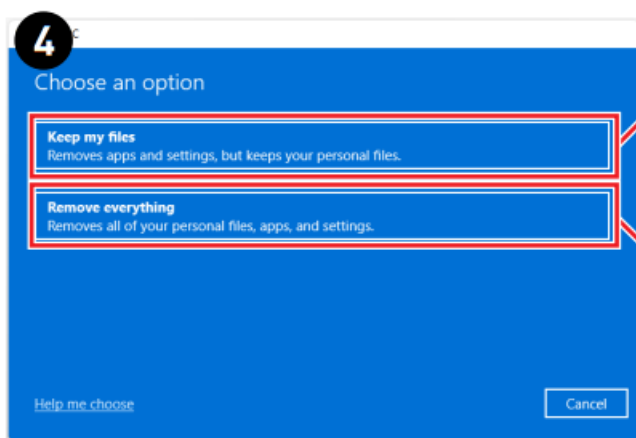 4
Choose an option
Keep my files
Removes apps and settings, but keeps your personal files.
Remove everything
Removes all of your personal files, apps, and settings.
Help me choose
Cancel